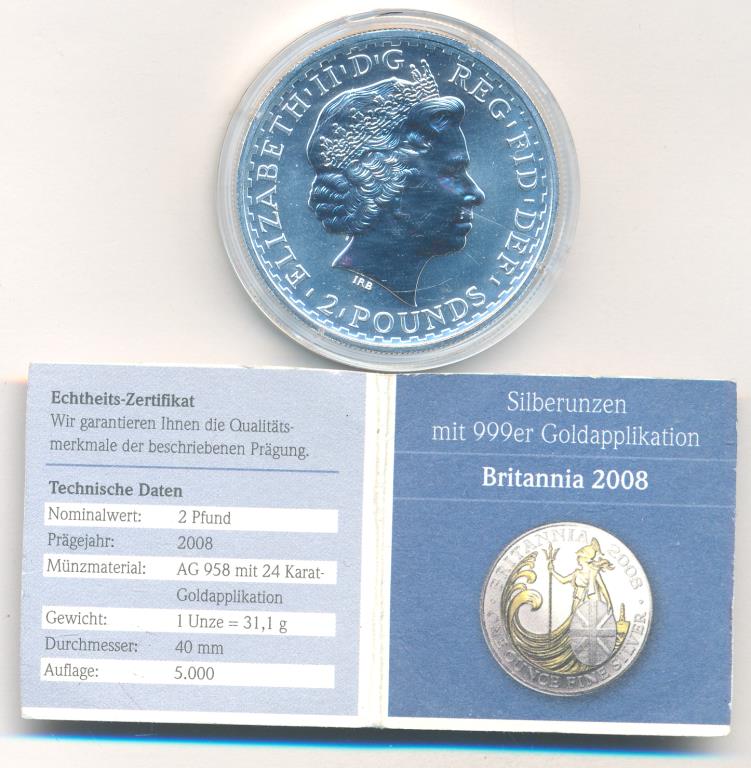 ELIZABETH·II·D·G REG·FID·DEF·
2·POUNDS
IRB
Echtheits-Zertifikat
Wir garantieren Ihnen die Qualitäts-
merkmale der beschriebenen Prägung.
Technische Daten
Nominalwert: 2 Pfund
Prägejahr: 2008
Münzmaterial: AG 958 mit 24 Karat-
Goldapplikation
Gewicht: 1 Unze = 31,1 g
Durchmesser: 40 mm
Auflage: 5.000
Silberunzen
mit 999er Goldapplikation
Britannia 2008
BRITANNIA 2008
ONE OUNCE FINE SILVER